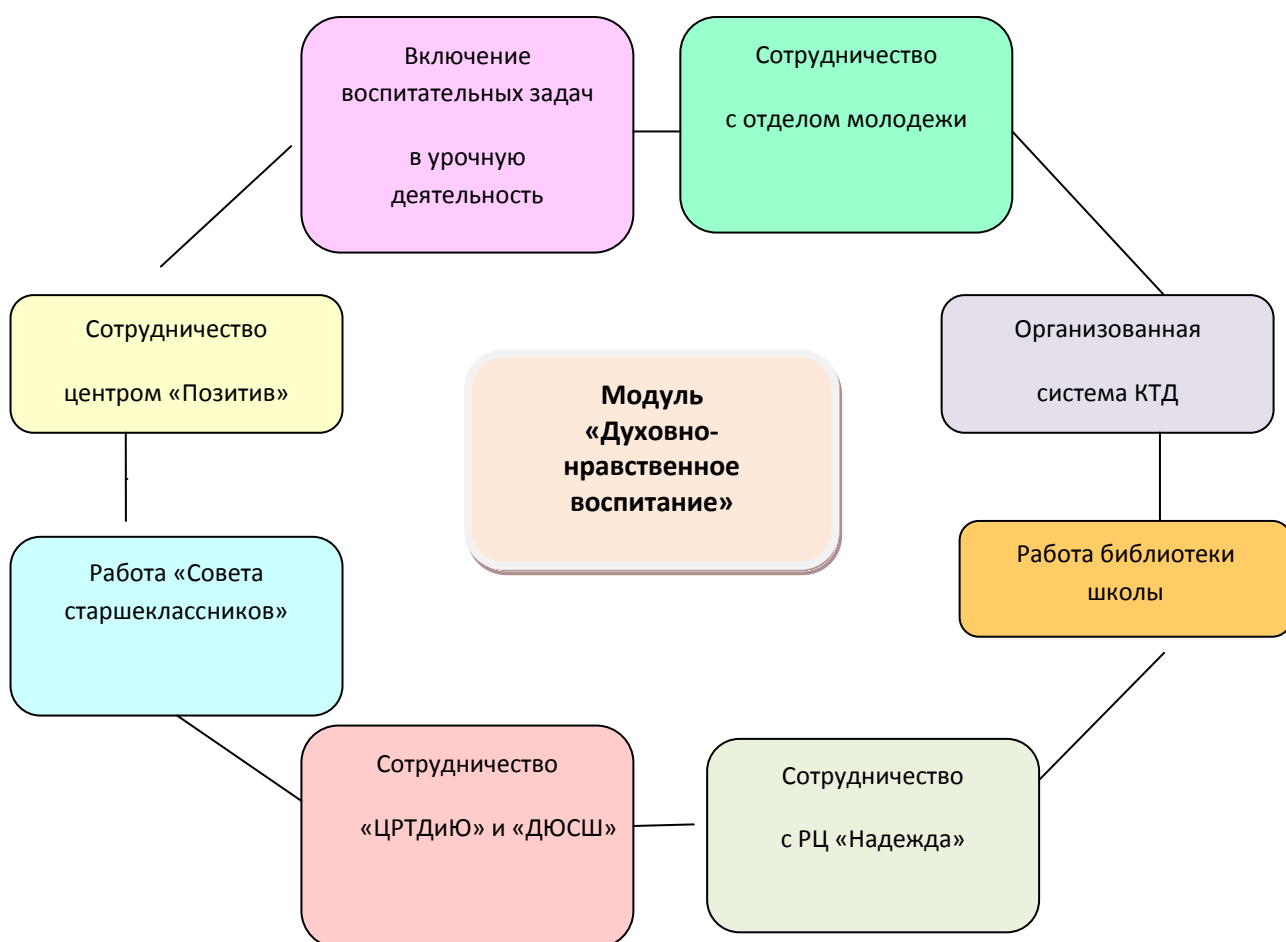 Включение
воспитательных задач
в урочную
деятельность
Сотрудничество
с отделом молодежи
Сотрудничество
центром «Позитив»
Модуль
«Духовно-
нравственное
воспитание»
Организованная
система КТД
Работа «Совета
старшеклассников»
Работа библиотеки
школы
Сотрудничество
«ЦРТДиЮ» и «ДЮСШ»
Сотрудничество
с РЦ «Надежда»